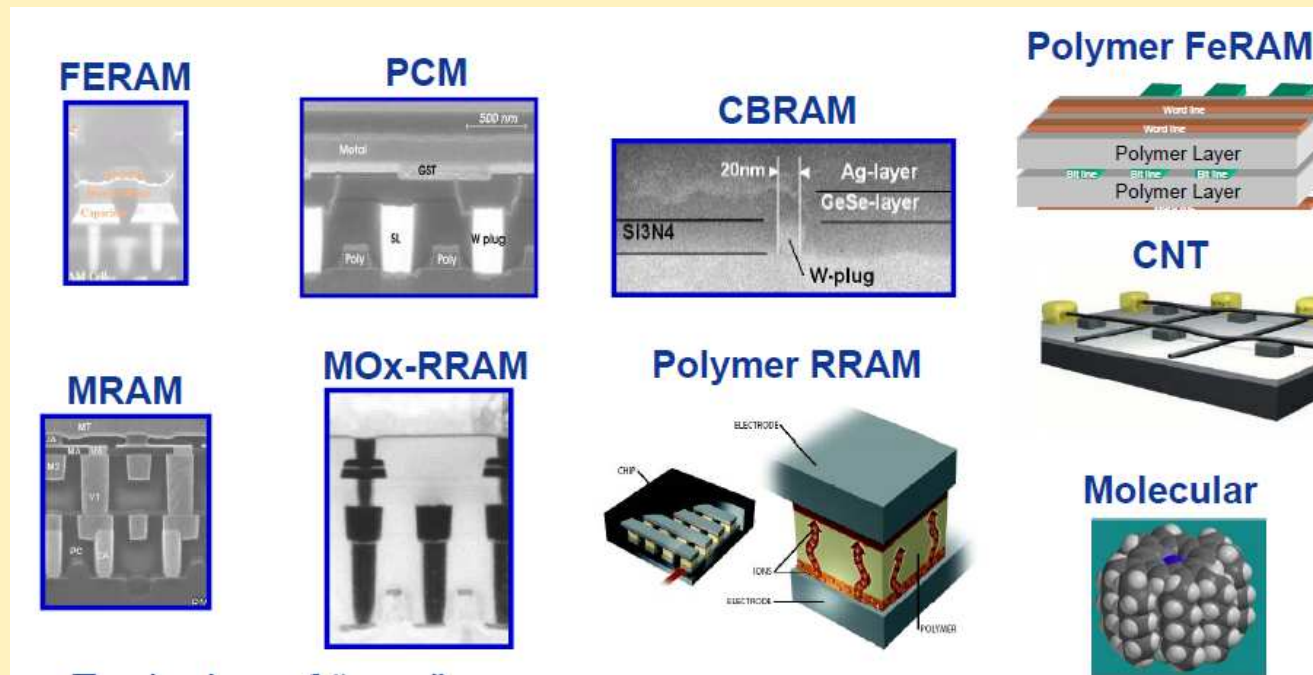 FERAM
PCM
CBRAM
Polymer FeRAM
500 nm
Metal
GST
SL
W plug
Poly
Poly
20nm
Ag-layer
GeSe-layer
SI3N4
W-plug
Word line
Word line
Polymer Layer
Bit line
Bit line
Bit line
Polymer Layer
CNT
MRAM
MOx-RRAM
Polymer RRAM
MT
MA
M2
V1
PC
CA
ELECTRODE
CHIP
IONS
ELECTRODE
POLYMER
Molecular